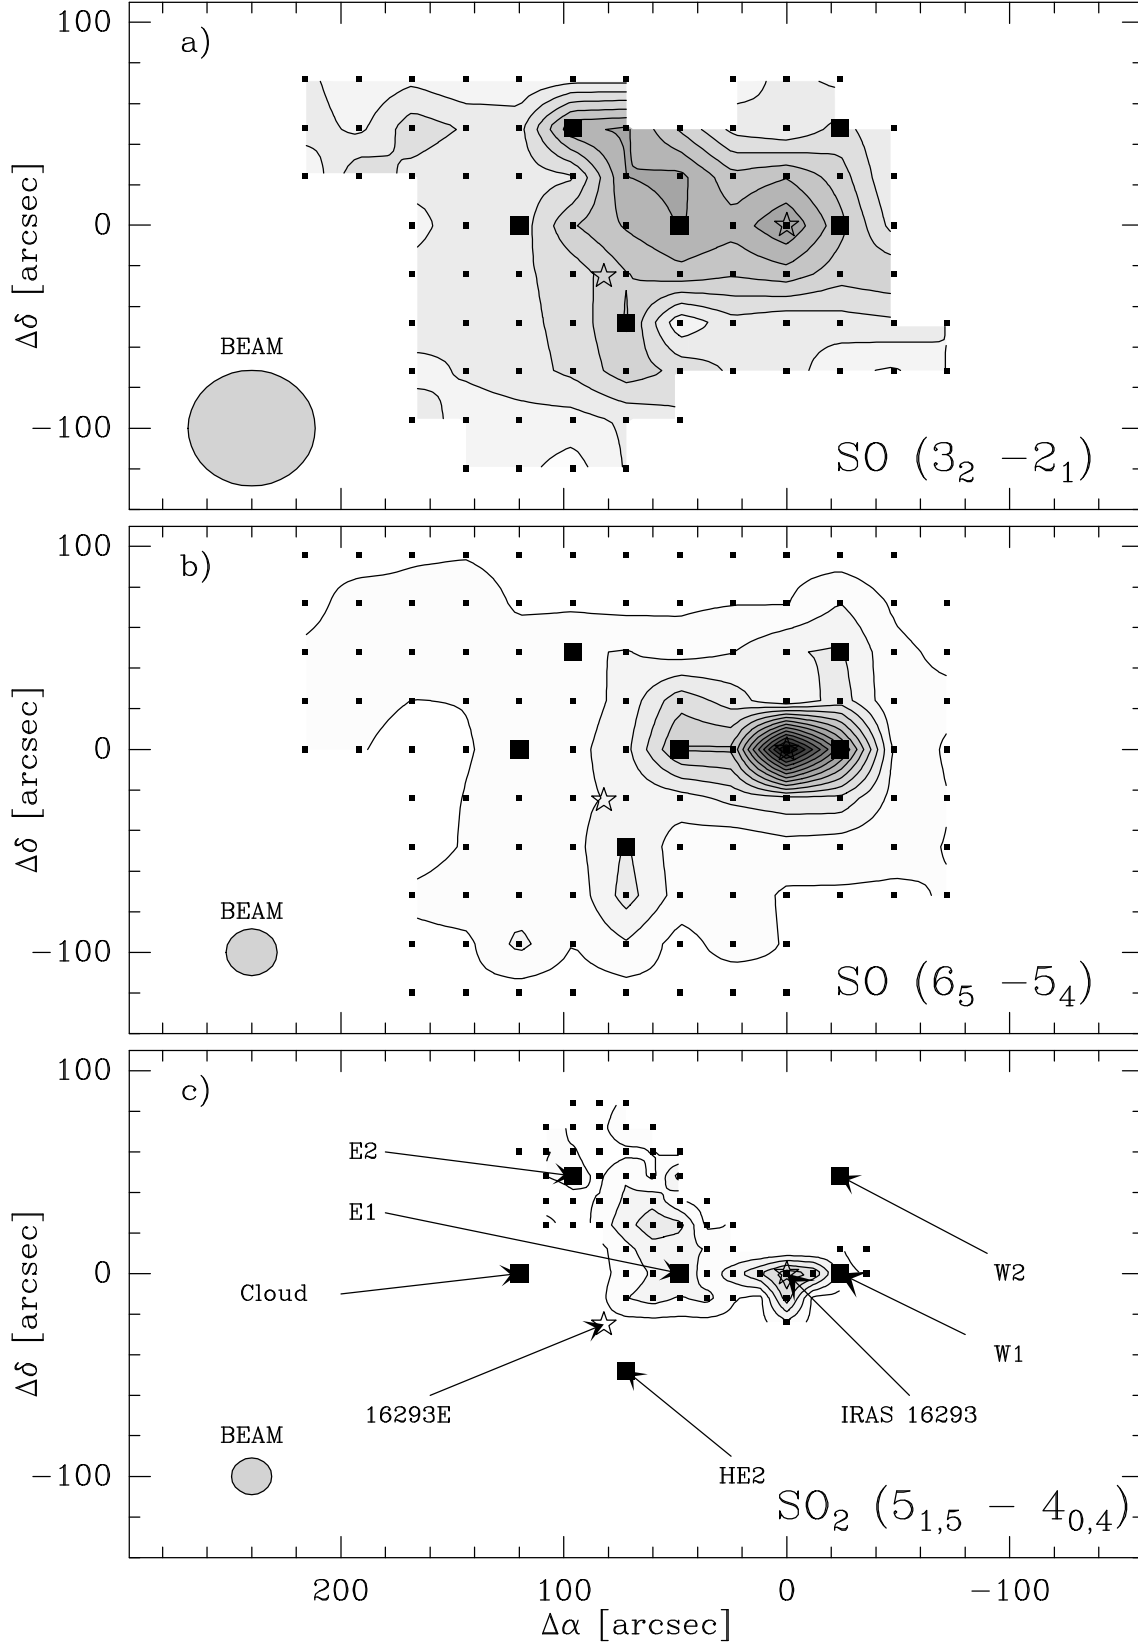 100
a)
0
Δδ [arcsec]
BEAM
−100
SO (3₂ −2₁)
100
b)
0
Δδ [arcsec]
BEAM
−100
SO (6₅ −5₄)
100
c)
E2
E1
0
W2
Cloud
Δδ [arcsec]
W1
16293E
IRAS 16293
BEAM
−100
HE2
SO₂ (5₁,₅ − 4₀,₄)
200 100 0 −100
Δα [arcsec]